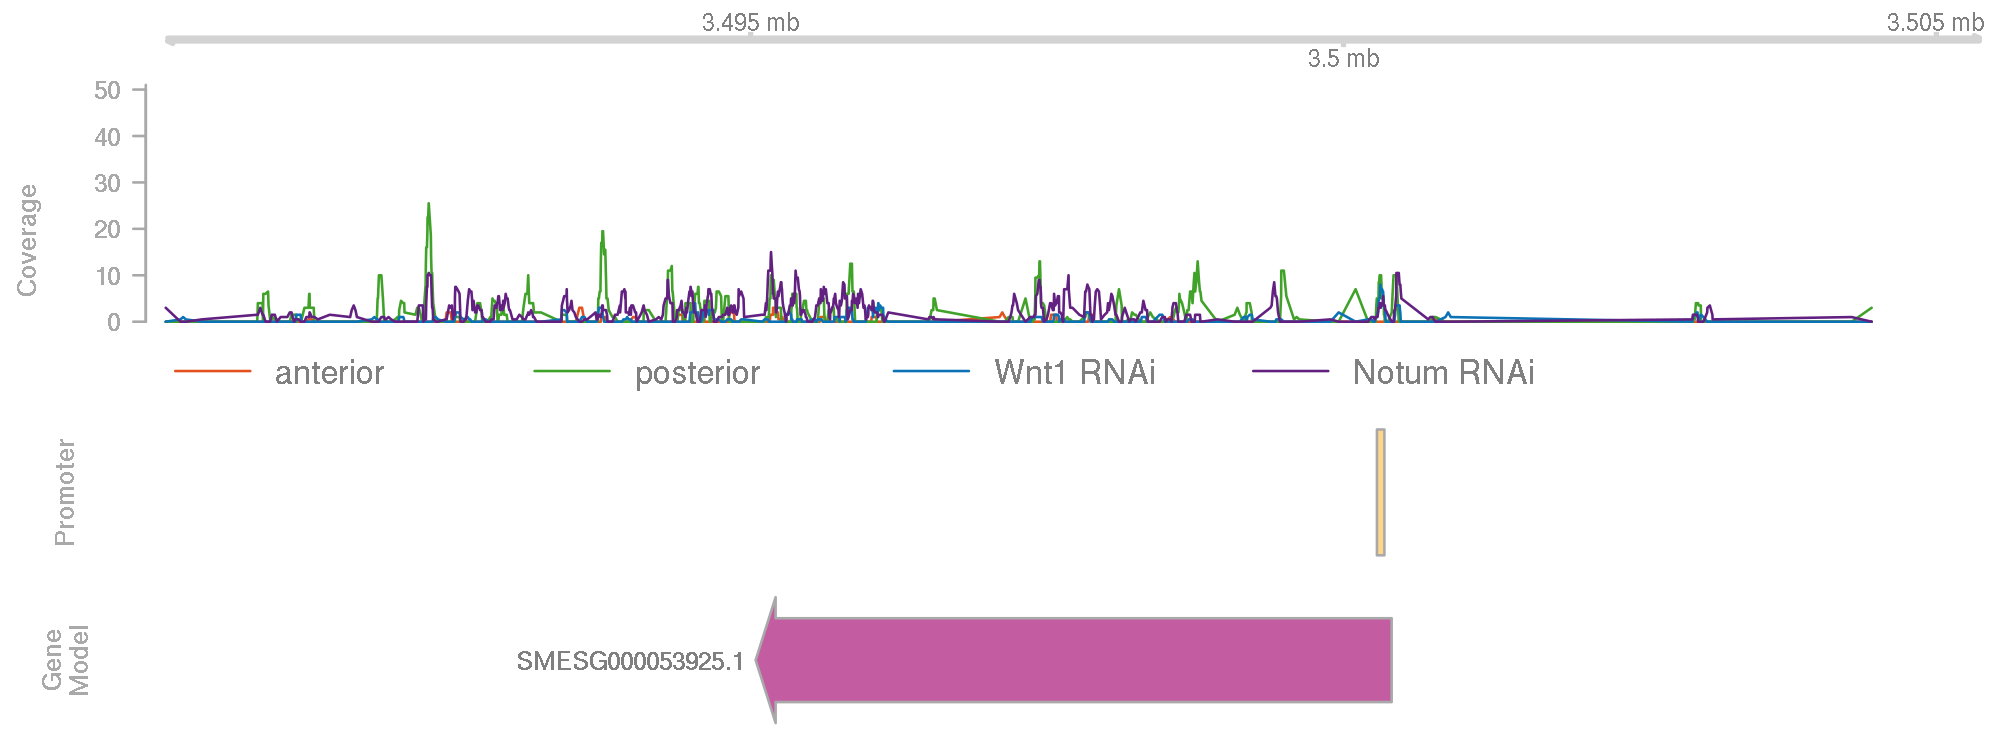 3.495 mb
3.505 mb
3.5 mb
50
40
30
20
10
0
Coverage
anterior
posterior
Wnt1 RNAi
Notum RNAi
Promoter
SMESG000053925.1
Gene
Model